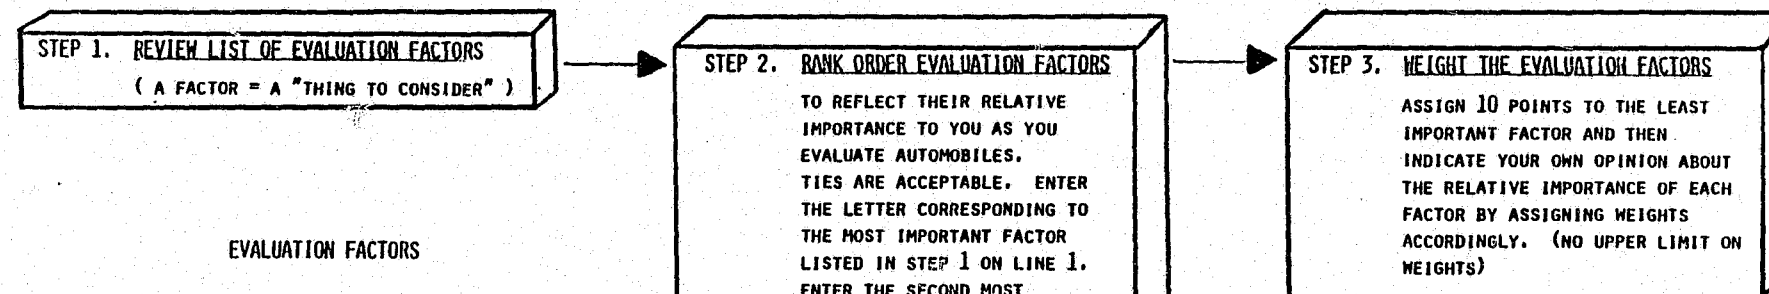 STEP 1. REVIEW LIST OF EVALUATION FACTORS
( A FACTOR = A "THING TO CONSIDER" )
EVALUATION FACTORS
STEP 2. RANK ORDER EVALUATION FACTORS
TO REFLECT THEIR RELATIVE
IMPORTANCE TO YOU AS YOU
EVALUATE AUTOMOBILES.
TIES ARE ACCEPTABLE. ENTER
THE LETTER CORRESPONDING TO
THE MOST IMPORTANT FACTOR
LISTED IN STEP 1 ON LINE 1.
ENTER THE SECOND MOST
STEP 3. WEIGHT THE EVALUATION FACTORS
ASSIGN 10 POINTS TO THE LEAST
IMPORTANT FACTOR AND THEN
INDICATE YOUR OWN OPINION ABOUT
THE RELATIVE IMPORTANCE OF EACH
FACTOR BY ASSIGNING WEIGHTS
ACCORDINGLY. (NO UPPER LIMIT ON
WEIGHTS)